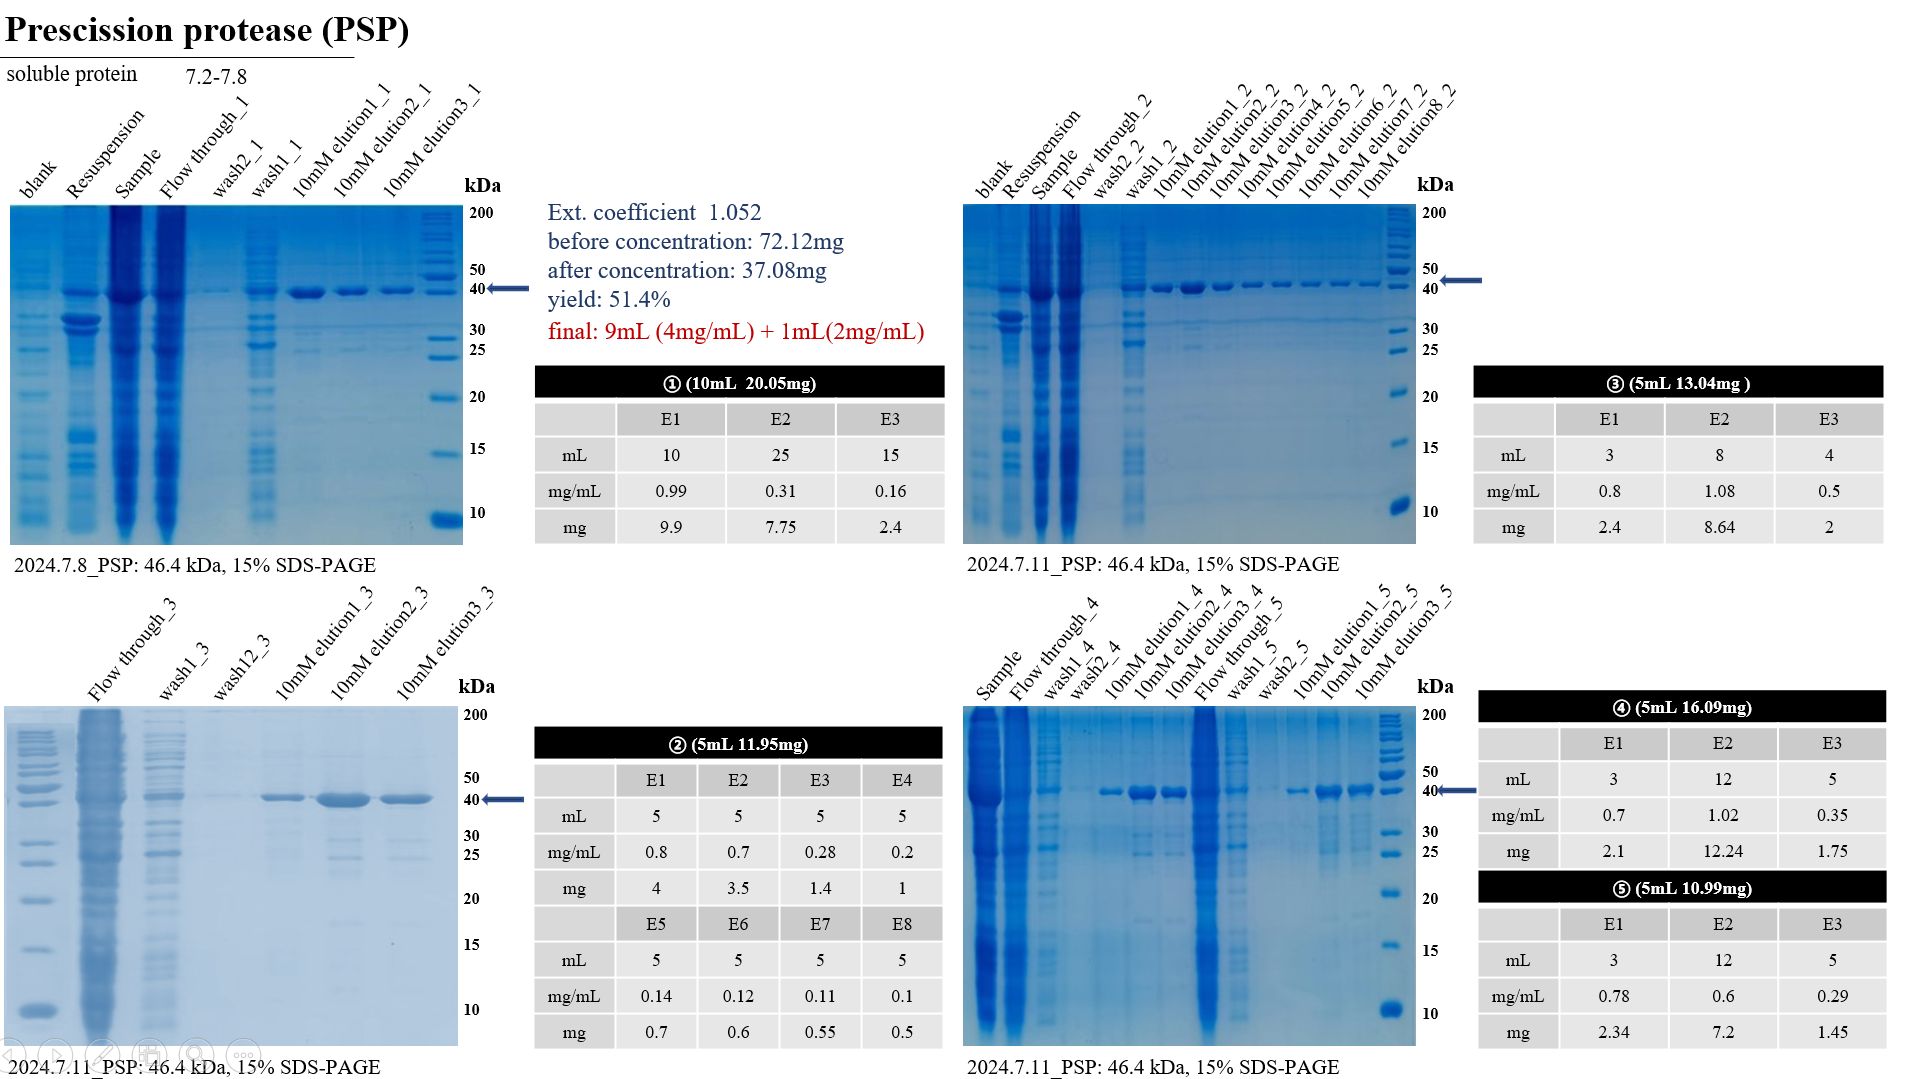 Prescission protease (PSP)
soluble protein 7.2-7.8
blank
Resuspension
Sample
Flow through_1
wash2_1
wash1_1
10mM elution1_1
10mM elution2_1
10mM elution3_1
kDa
200
50
40
30
25
20
15
10
2024.7.8_PSP: 46.4 kDa, 15% SDS-PAGE
Ext. coefficient 1.052
before concentration: 72.12mg
after concentration: 37.08mg
yield: 51.4%
final: 9mL (4mg/mL) + 1mL(2mg/mL)
① (10mL 20.05mg)
E1 E2 E3
mL 10 25 15
mg/mL 0.99 0.31 0.16
mg 9.9 7.75 2.4
blank
Resuspension
Sample
Flow through_2
wash2_2
wash1_2
10mM elution1_2
10mM elution2_2
10mM elution3_2
10mM elution4_2
10mM elution5_2
10mM elution6_2
10mM elution7_2
10mM elution8_2
kDa
200
50
40
30
25
20
15
10
2024.7.11_PSP: 46.4 kDa, 15% SDS-PAGE
③ (5mL 13.04mg )
E1 E2 E3
mL 3 8 4
mg/mL 0.8 1.08 0.5
mg 2.4 8.64 2
Flow through_3
wash1_3
wash12_3
10mM elution1_3
10mM elution2_3
10mM elution3_3
kDa
200
50
40
30
25
20
15
10
2024.7.11_PSP: 46.4 kDa, 15% SDS-PAGE
② (5mL 11.95mg)
E1 E2 E3 E4
mL 5 5 5 5
mg/mL 0.8 0.7 0.28 0.2
mg 4 3.5 1.4 1
E5 E6 E7 E8
mL 5 5 5 5
mg/mL 0.14 0.12 0.11 0.1
mg 0.7 0.6 0.55 0.5
Sample
Flow through_4
wash1_4
wash2_4
10mM elution1_4
10mM elution2_4
10mM elution3_4
Flow through_5
wash1_5
wash2_5
10mM elution1_5
10mM elution2_5
10mM elution3_5
kDa
200
50
40
30
25
20
15
10
2024.7.11_PSP: 46.4 kDa, 15% SDS-PAGE
④ (5mL 16.09mg)
E1 E2 E3
mL 3 12 5
mg/mL 0.7 1.02 0.35
mg 2.1 12.24 1.75
⑤ (5mL 10.99mg)
E1 E2 E3
mL 3 12 5
mg/mL 0.78 0.6 0.29
mg 2.34 7.2 1.45